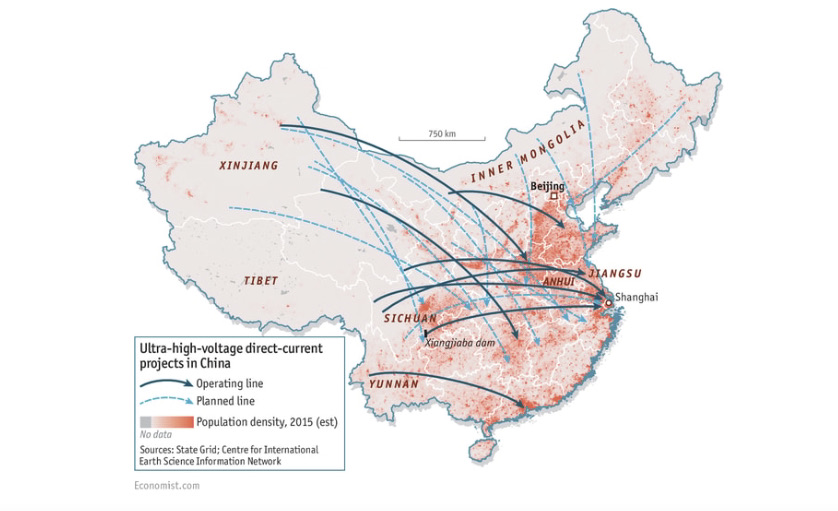 750 km
INNER MONGOLIA
XINJIANG
Beijing
TIBET
JIANGSU
ANHUI
Shanghai
SICHUAN
Xiangjiaba dam
YUNNAN
Ultra-high-voltage direct-current
projects in China
Operating line
Planned line
Population density, 2015 (est)
No data
Sources: State Grid; Centre for International
Earth Science Information Network
Economist.com